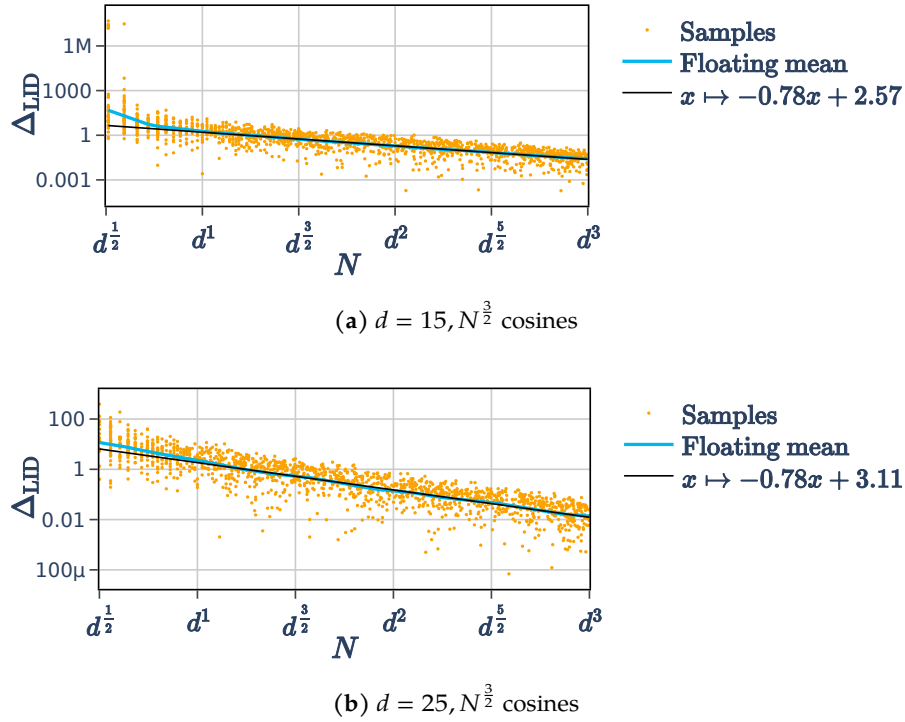 Samples
Floating mean
x ↦ −0.78x + 2.57
Δ_LID
1M
1000
1
0.001
d^{1/2} d^1 d^{3/2} d^2 d^{5/2} d^3
N
(a) d = 15, N^{3/2} cosines
Samples
Floating mean
x ↦ −0.78x + 3.11
Δ_LID
100
1
0.01
100μ
d^{1/2} d^1 d^{3/2} d^2 d^{5/2} d^3
N
(b) d = 25, N^{3/2} cosines